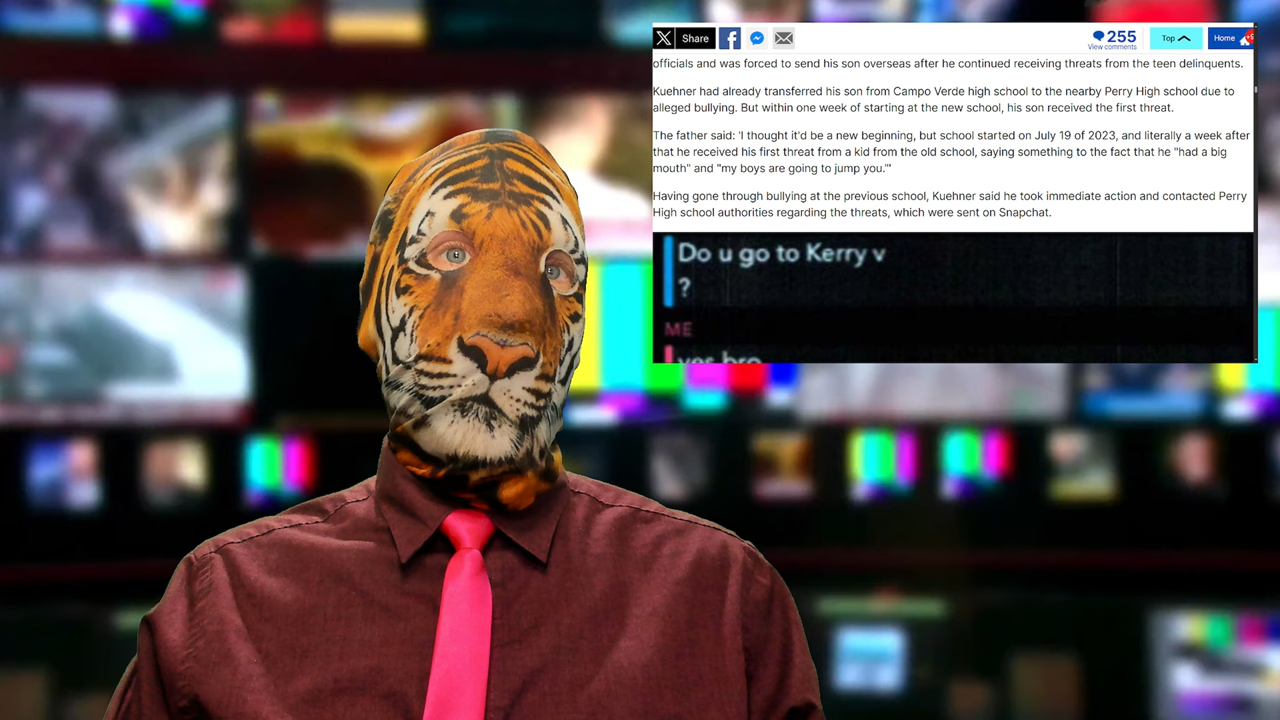 Share
255
View comments
Top
Home
officials and was forced to send his son overseas after he continued receiving threats from the teen delinquents.
Kuehner had already transferred his son from Campo Verde high school to the nearby Perry High school due to
alleged bullying. But within one week of starting at the new school, his son received the first threat.
The father said: 'I thought it'd be a new beginning, but school started on July 19 of 2023, and literally a week after
that he received his first threat from a kid from the old school, saying something to the fact that he "had a big
mouth" and "my boys are going to jump you."'
Having gone through bullying at the previous school, Kuehner said he took immediate action and contacted Perry
High school authorities regarding the threats, which were sent on Snapchat.
Do u go to Kerry v
?
ME
yes bro